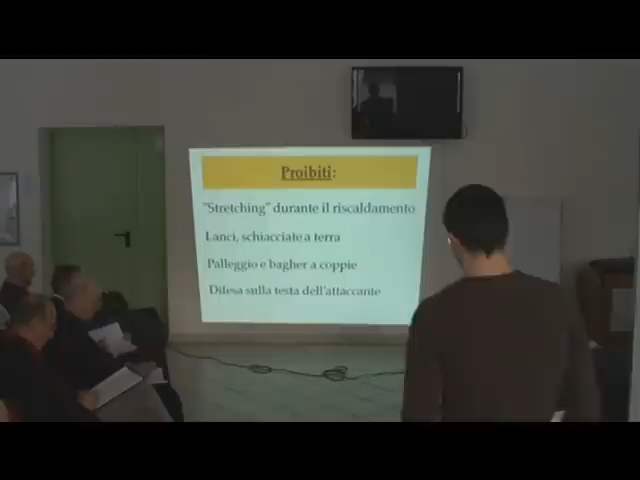 Proibiti:
"Stretching" durante il riscaldamento
Lanci, schiacciate a terra
Palleggio e bagher a coppie
Difesa sulla testa dell'attaccante